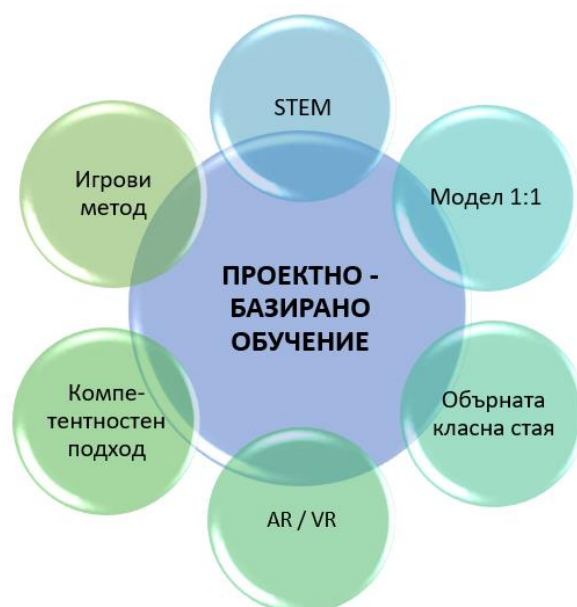 STEM
Модел 1:1
Обърната
класна стая
AR / VR
Компе-
тентностен
подход
Игрови
метод
ПРОЕКТНО -
БАЗИРАНО
ОБУЧЕНИЕ